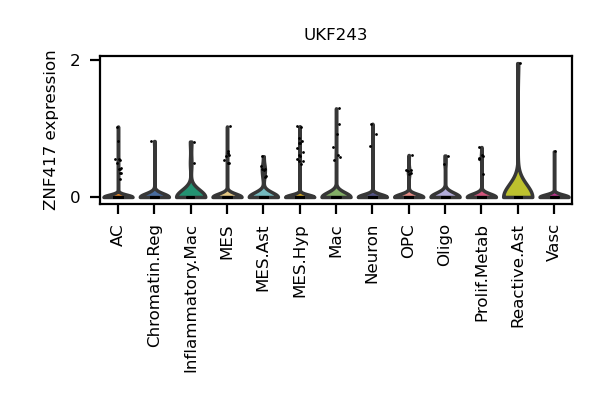 UKF243
ZNF417 expression
2
0
AC
Chromatin.Reg
Inflammatory.Mac
MES
MES.Ast
MES.Hyp
Mac
Neuron
OPC
Oligo
Prolif.Metab
Reactive.Ast
Vasc